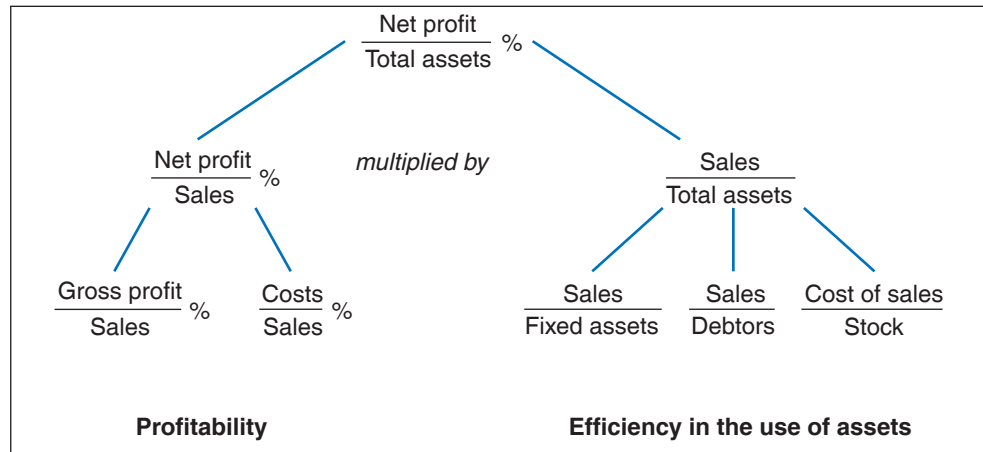 Net profit
Total assets %
Net profit
Sales %
multiplied by
Sales
Total assets
Gross profit
Sales %
Costs
Sales %
Sales
Fixed assets
Sales
Debtors
Cost of sales
Stock
Profitability
Efficiency in the use of assets